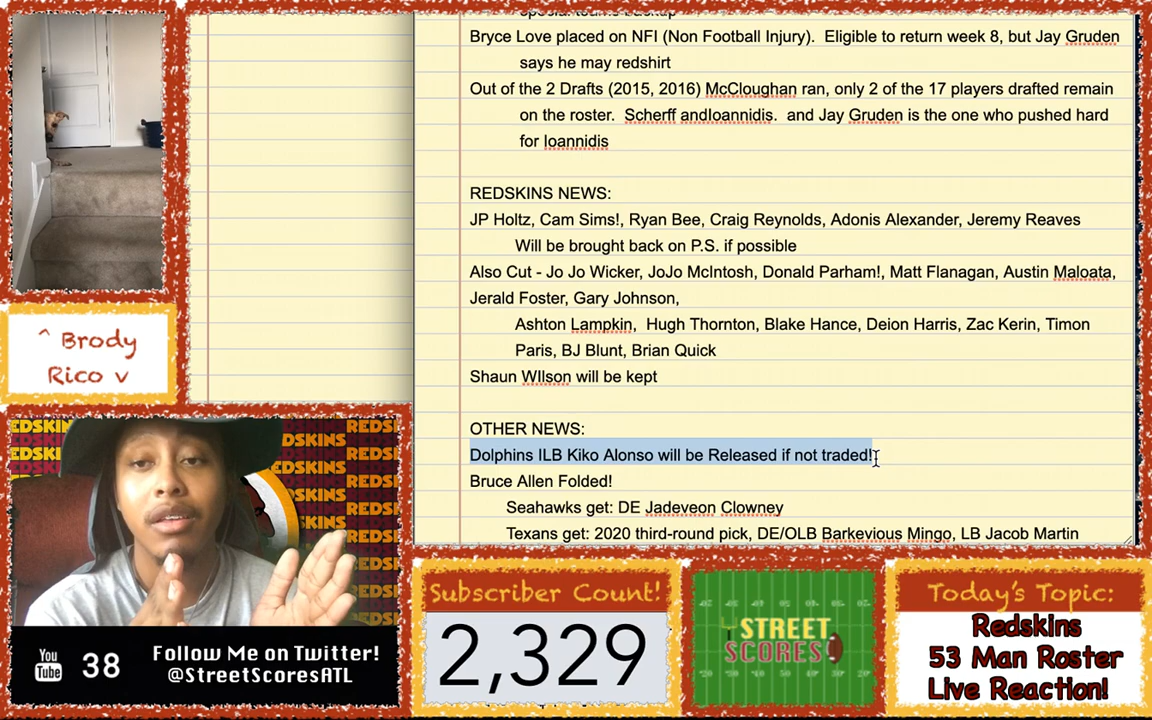 Bryce Love placed on NFI (Non Football Injury). Eligible to return week 8, but Jay Gruden
says he may redshirt
Out of the 2 Drafts (2015, 2016) McCloughan ran, only 2 of the 17 players drafted remain
on the roster. Scherff andIoannidis. and Jay Gruden is the one who pushed hard
for Ioannidis
REDSKINS NEWS:
JP Holtz, Cam Sims!, Ryan Bee, Craig Reynolds, Adonis Alexander, Jeremy Reaves
Will be brought back on P.S. if possible
Also Cut - Jo Jo Wicker, JoJo McIntosh, Donald Parham!, Matt Flanagan, Austin Maloata,
Jerald Foster, Gary Johnson,
Ashton Lampkin, Hugh Thornton, Blake Hance, Deion Harris, Zac Kerin, Timon
Paris, BJ Blunt, Brian Quick
Shaun WIlson will be kept
OTHER NEWS:
Dolphins ILB Kiko Alonso will be Released if not traded!
Bruce Allen Folded!
Seahawks get: DE Jadeveon Clowney
Texans get: 2020 third-round pick, DE/OLB Barkevious Mingo, LB Jacob Martin
^ Brody
Rico v
REDSKINS
REDSKINS
You
Tube
38
Follow Me on Twitter!
@StreetScoresATL
Subscriber Count!
2,329
STREET
SCORES
Today's Topic:
Redskins
53 Man Roster
Live Reaction!